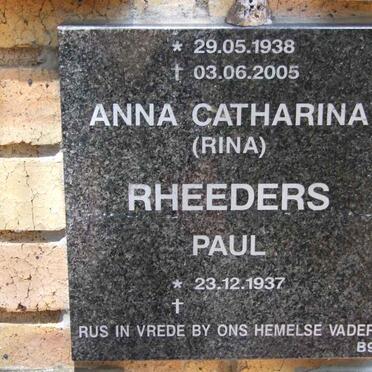 * 29.05.1938
† 03.06.2005
ANNA CATHARINA
(RINA)
RHEEDERS
PAUL
* 23.12.1937
†
RUS IN VREDE BY ONS HEMELSE VADER